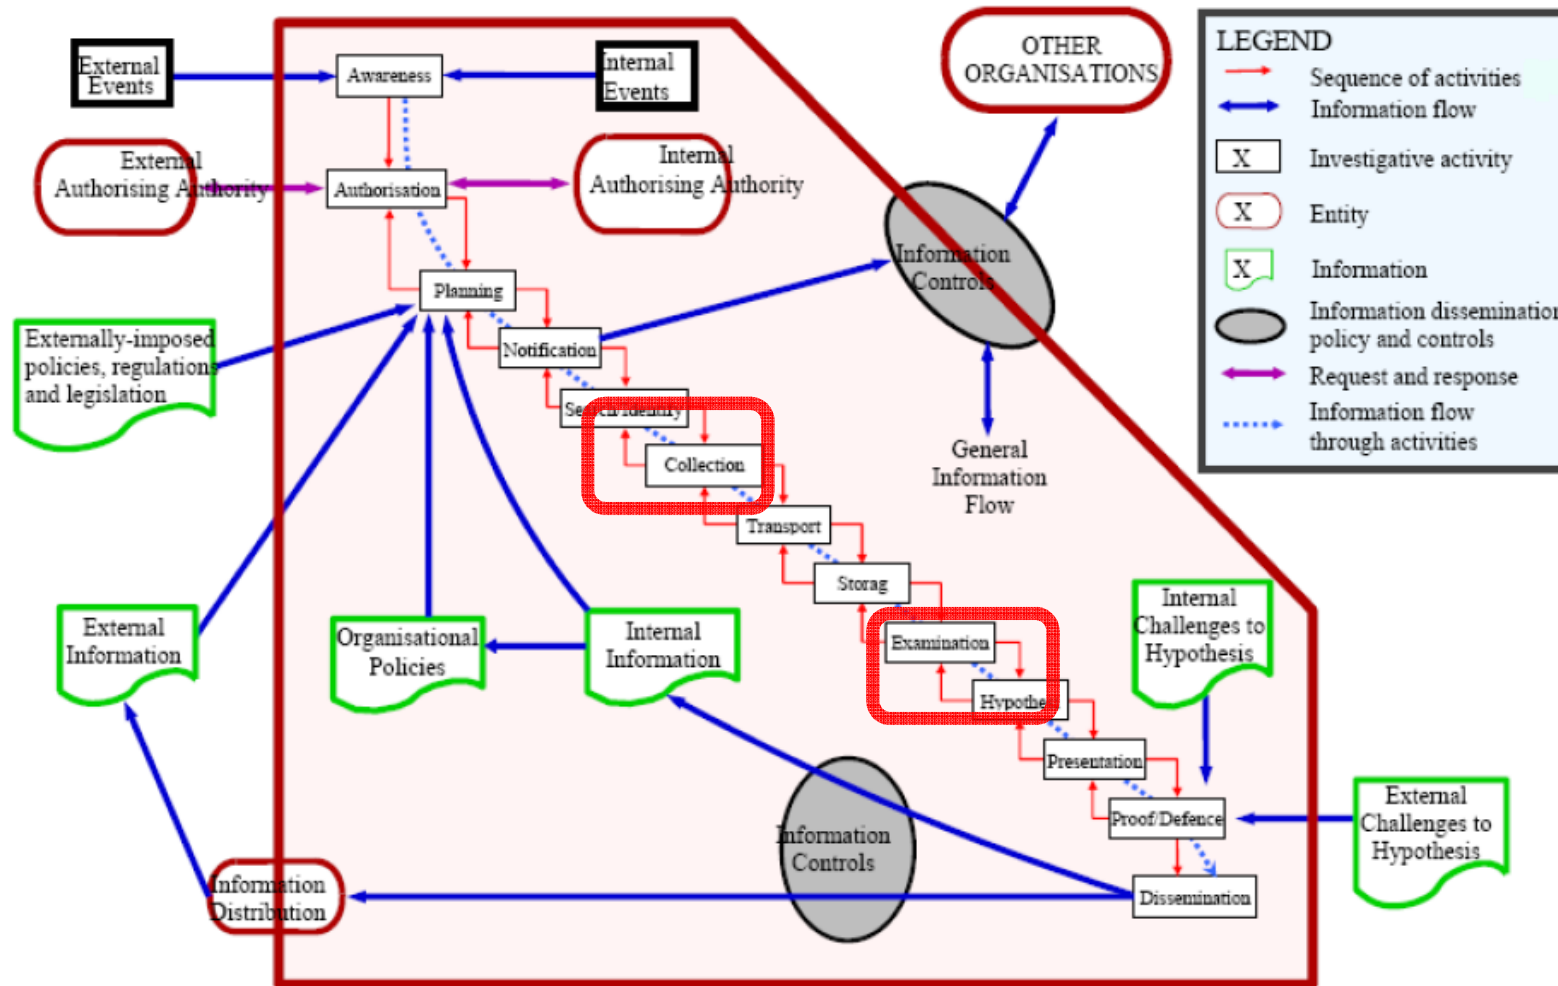 External
Events
Awareness
Internal
Events
OTHER
ORGANISATIONS
LEGEND
Sequence of activities
Information flow
X
Investigative activity
X
Entity
X
Information
Information dissemination
policy and controls
Request and response
Information flow
through activities
External
Authorising Authority
Authorisation
Internal
Authorising Authority
Information
Controls
Planning
Externally-imposed
policies, regulations
and legislation
Notification
Search/Identify
Collection
General
Information
Flow
Transport
Storag
External
Information
Organisational
Policies
Internal
Information
Examination
Internal
Challenges to
Hypothesis
Hypothesi
Presentation
External
Challenges to
Hypothesis
Proof/Defence
Information
Controls
Information
Distribution
Dissemination